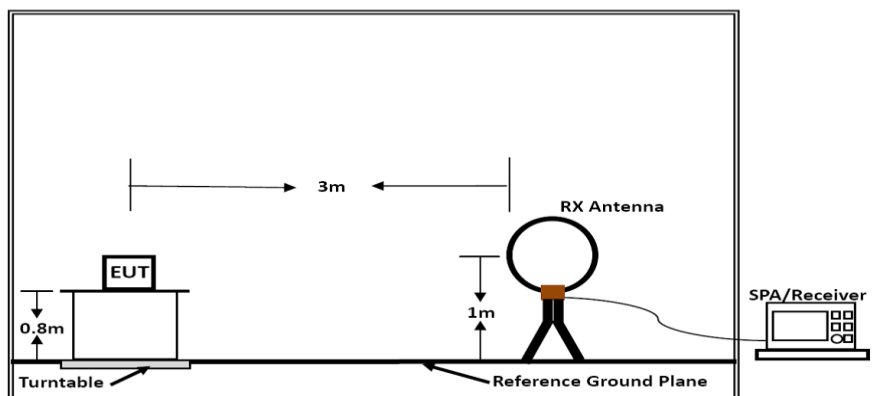 3m
RX Antenna
EUT
SPA/Receiver
0.8m
1m
Turntable
Reference Ground Plane